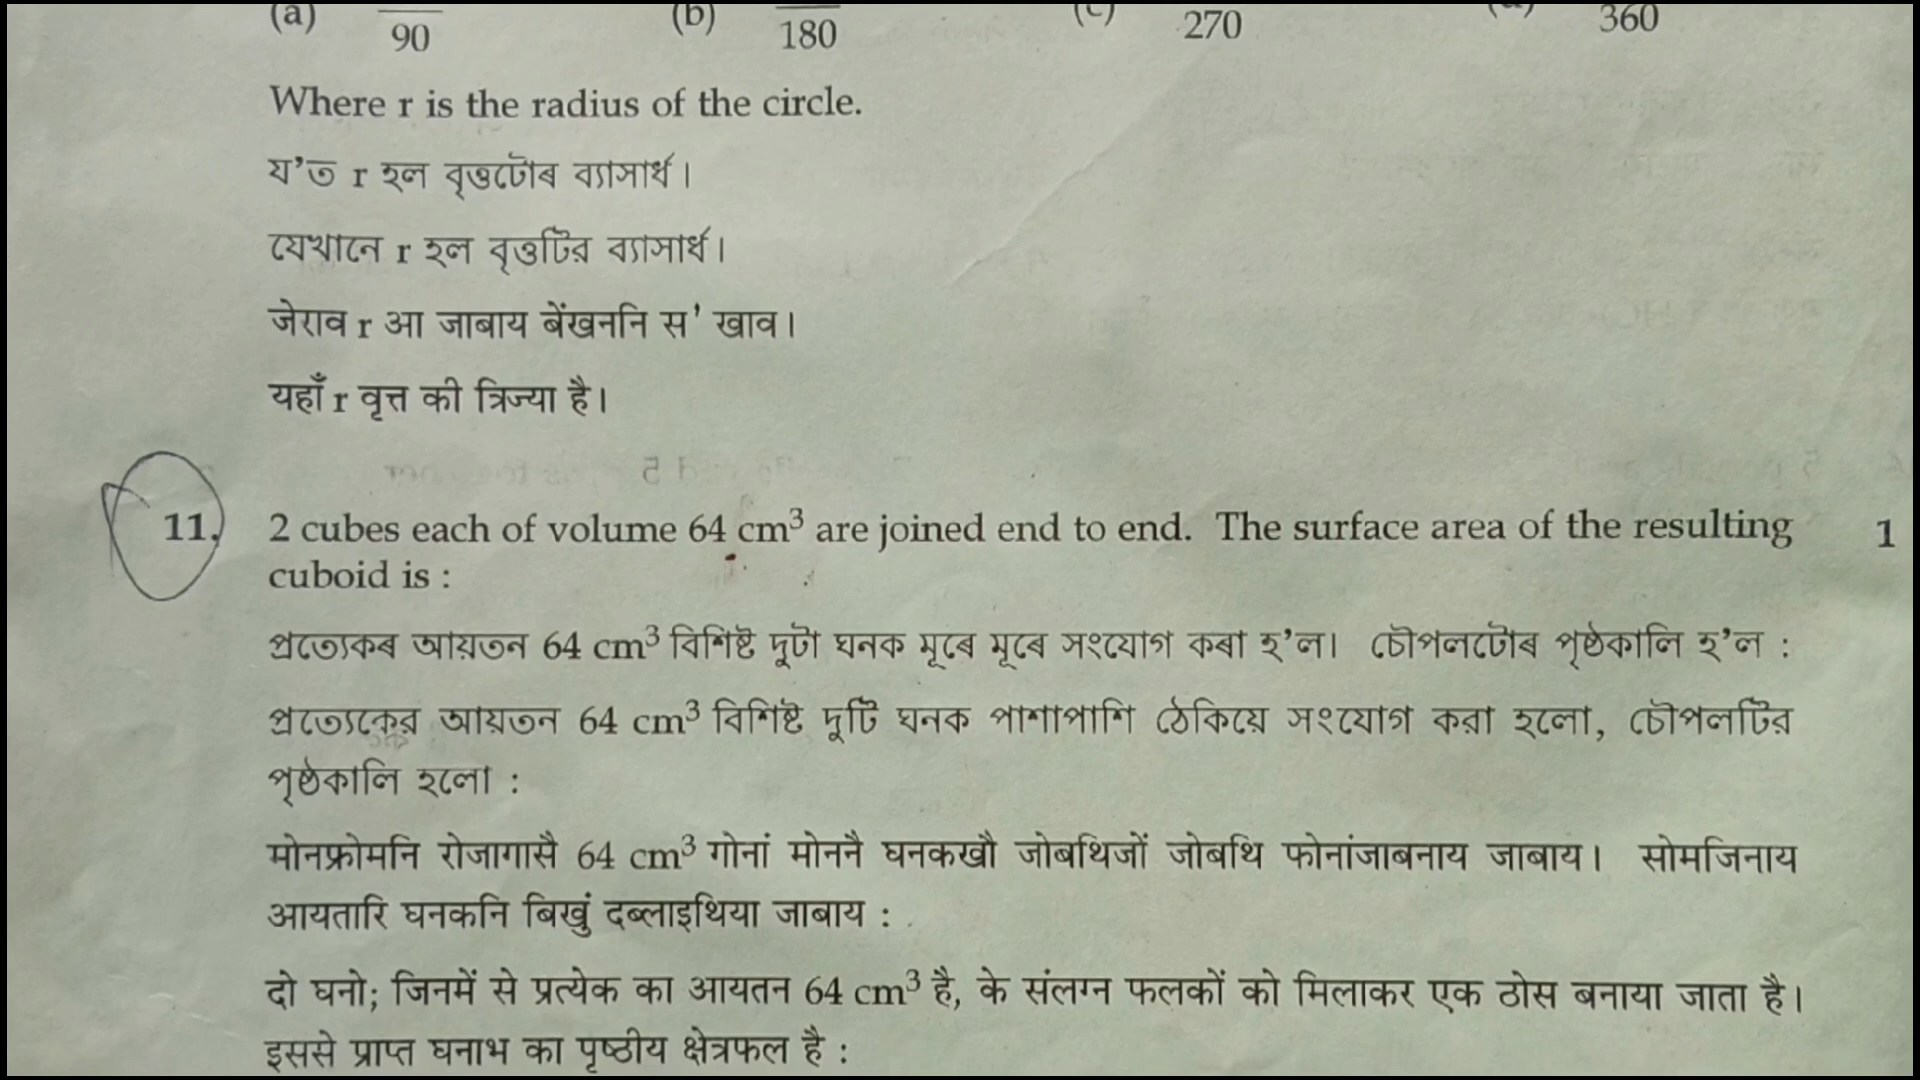 (a) 90 (b) 180 (c) 270 (d) 360
Where r is the radius of the circle.
য’ত r হল বৃত্তটোৰ ব্যাসাৰ্ধ।
যেখানে r হল বৃত্তটির ব্যাসার্ধ।
जेराव r आ जाबाय बेंखननि स' खाव।
यहाँ r वृत्त की त्रिज्या है।
11. 2 cubes each of volume 64 cm³ are joined end to end. The surface area of the resulting 1
cuboid is :
প্ৰত্যেকৰ আয়তন 64 cm³ বিশিষ্ট দুটা ঘনক মূৰে মূৰে সংযোগ কৰা হ’ল। চৌপলটোৰ পৃষ্ঠকালি হ’ল :
প্রত্যেকের আয়তন 64 cm³ বিশিষ্ট দুটি ঘনক পাশাপাশি ঠেকিয়ে সংযোগ করা হলো, চৌপলটির
পৃষ্ঠকালি হলো :
मोनफ्रोमनि रोजागासै 64 cm³ गोनां मोननै घनकखौ जोबथिजों जोबथि फोनांजाबनाय जाबाय। सोमजिनाय
आयतारि घनकनि बिखुं दब्लाइथिया जाबाय :
दो घनो; जिनमें से प्रत्येक का आयतन 64 cm³ है, के संलग्न फलकों को मिलाकर एक ठोस बनाया जाता है।
इससे प्राप्त घनाभ का पृष्ठीय क्षेत्रफल है :